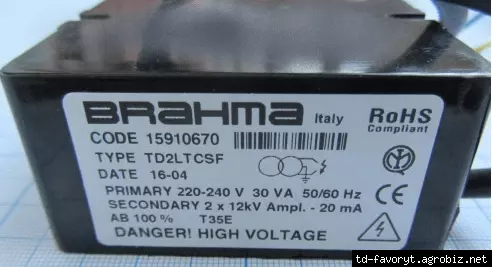 BRAHMA Italy RoHS
Compliant
CODE 15910670
TYPE TD2LTCSF
DATE 16-04
PRIMARY 220-240 V 30 VA 50/60 Hz
SECONDARY 2 x 12kV Ampl. - 20 mA
AB 100 % T35E
DANGER! HIGH VOLTAGE
td-favoryt.agrobiz.net